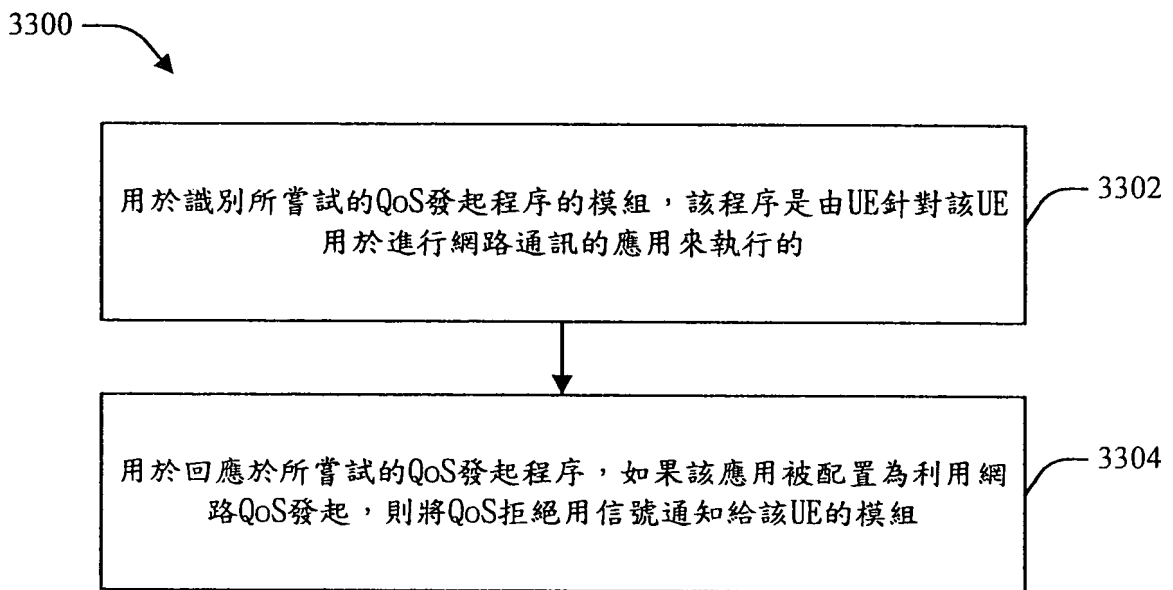 3300
用於識別所嘗試的QoS發起程序的模組，該程序是由UE針對該UE
用於進行網路通訊的應用來執行的
3302
用於回應於所嘗試的QoS發起程序，如果該應用被配置為利用網
路QoS發起，則將QoS拒絕用信號通知給該UE的模組
3304